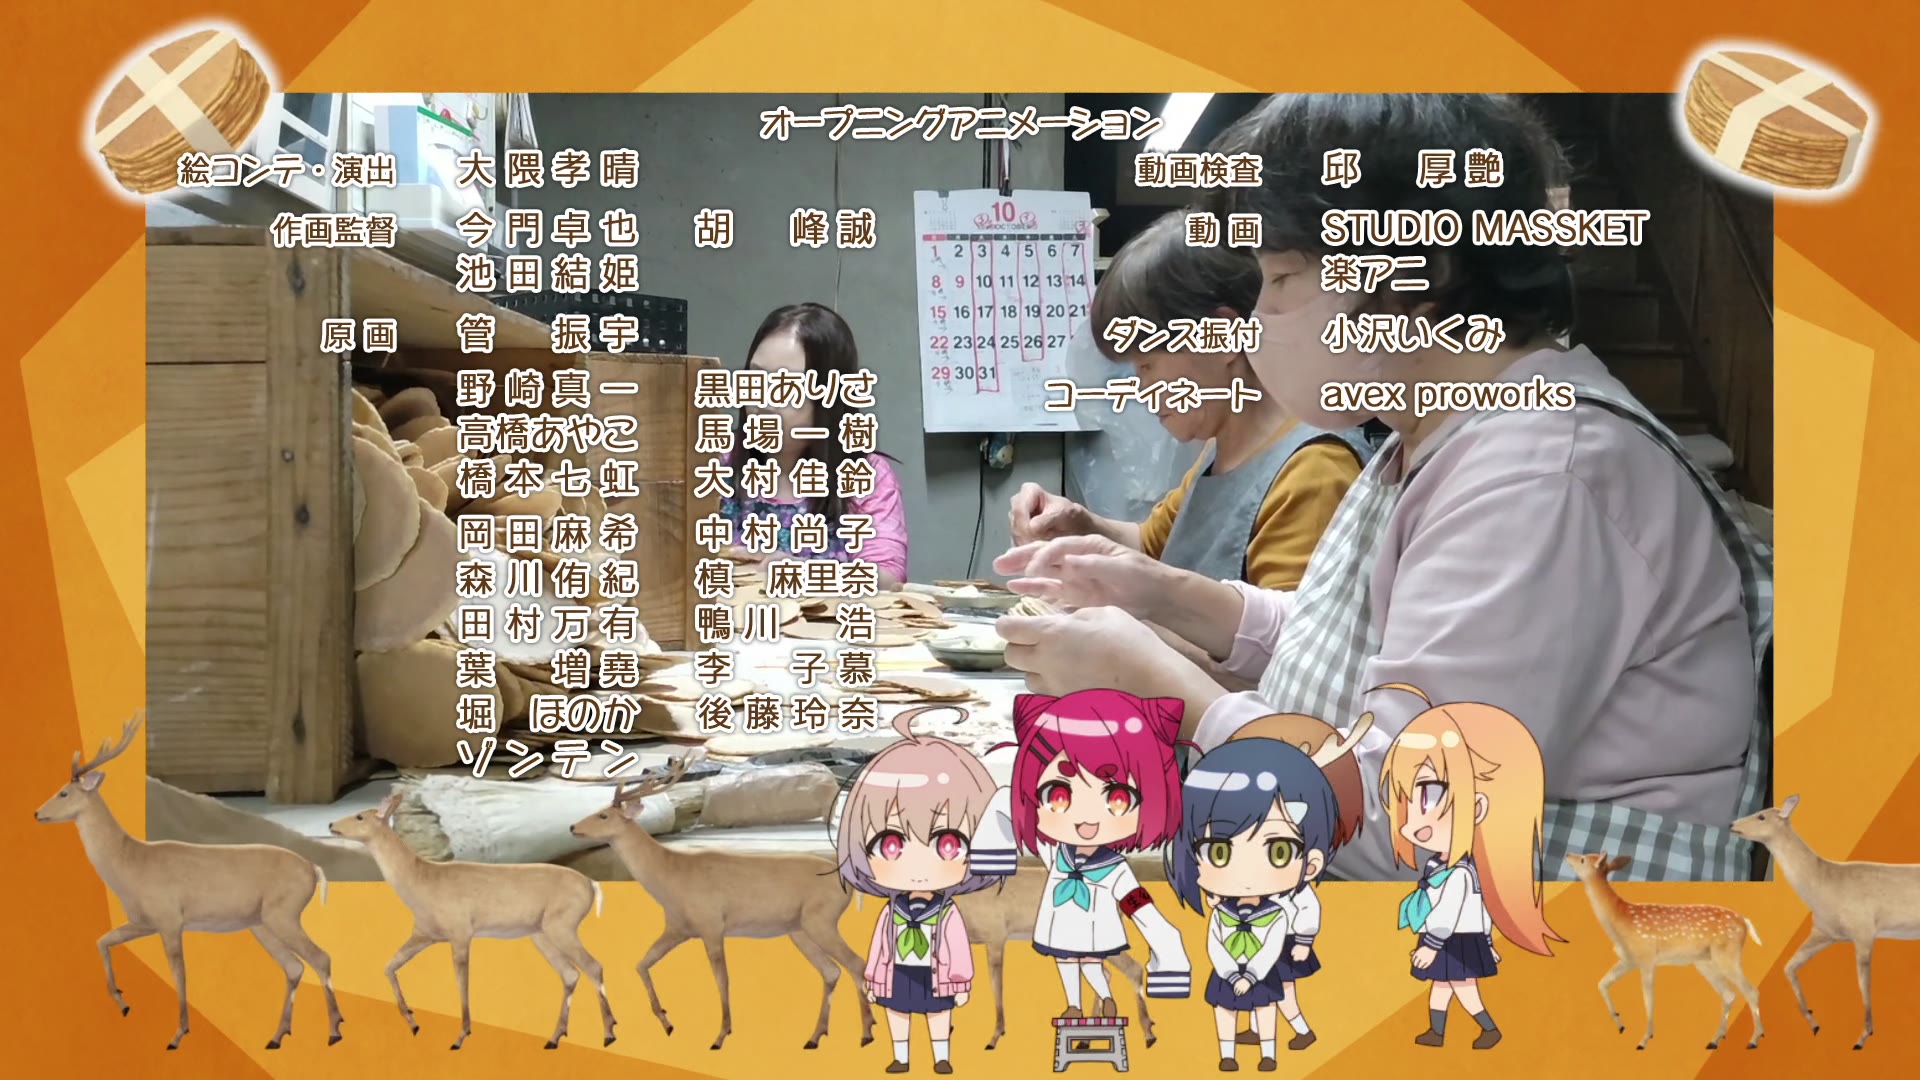 オープニングアニメーション
絵コンテ・演出 大隈孝晴
作画監督 今門卓也 胡 峰誠
池田結姫
原画 管 振宇
野崎真一 黒田ありさ
高橋あやこ 馬場一樹
橋本七虹 大村佳鈴
岡田麻希 中村尚子
森川侑紀 槙 麻里奈
田村万有 鴨川 浩
葉 増堯 李 子慕
堀 ほのか 後藤玲奈
ゾンテン
動画検査 邱 厚艶
動画 STUDIO MASSKET
楽アニ
ダンス振付 小沢いくみ
コーディネート avex proworks
10
OCTOBER
1 2 3 4 5 6 7
8 9 10 11 12 13 14
15 16 17 18 19 20 21
22 23 24 25 26 27
29 30 31